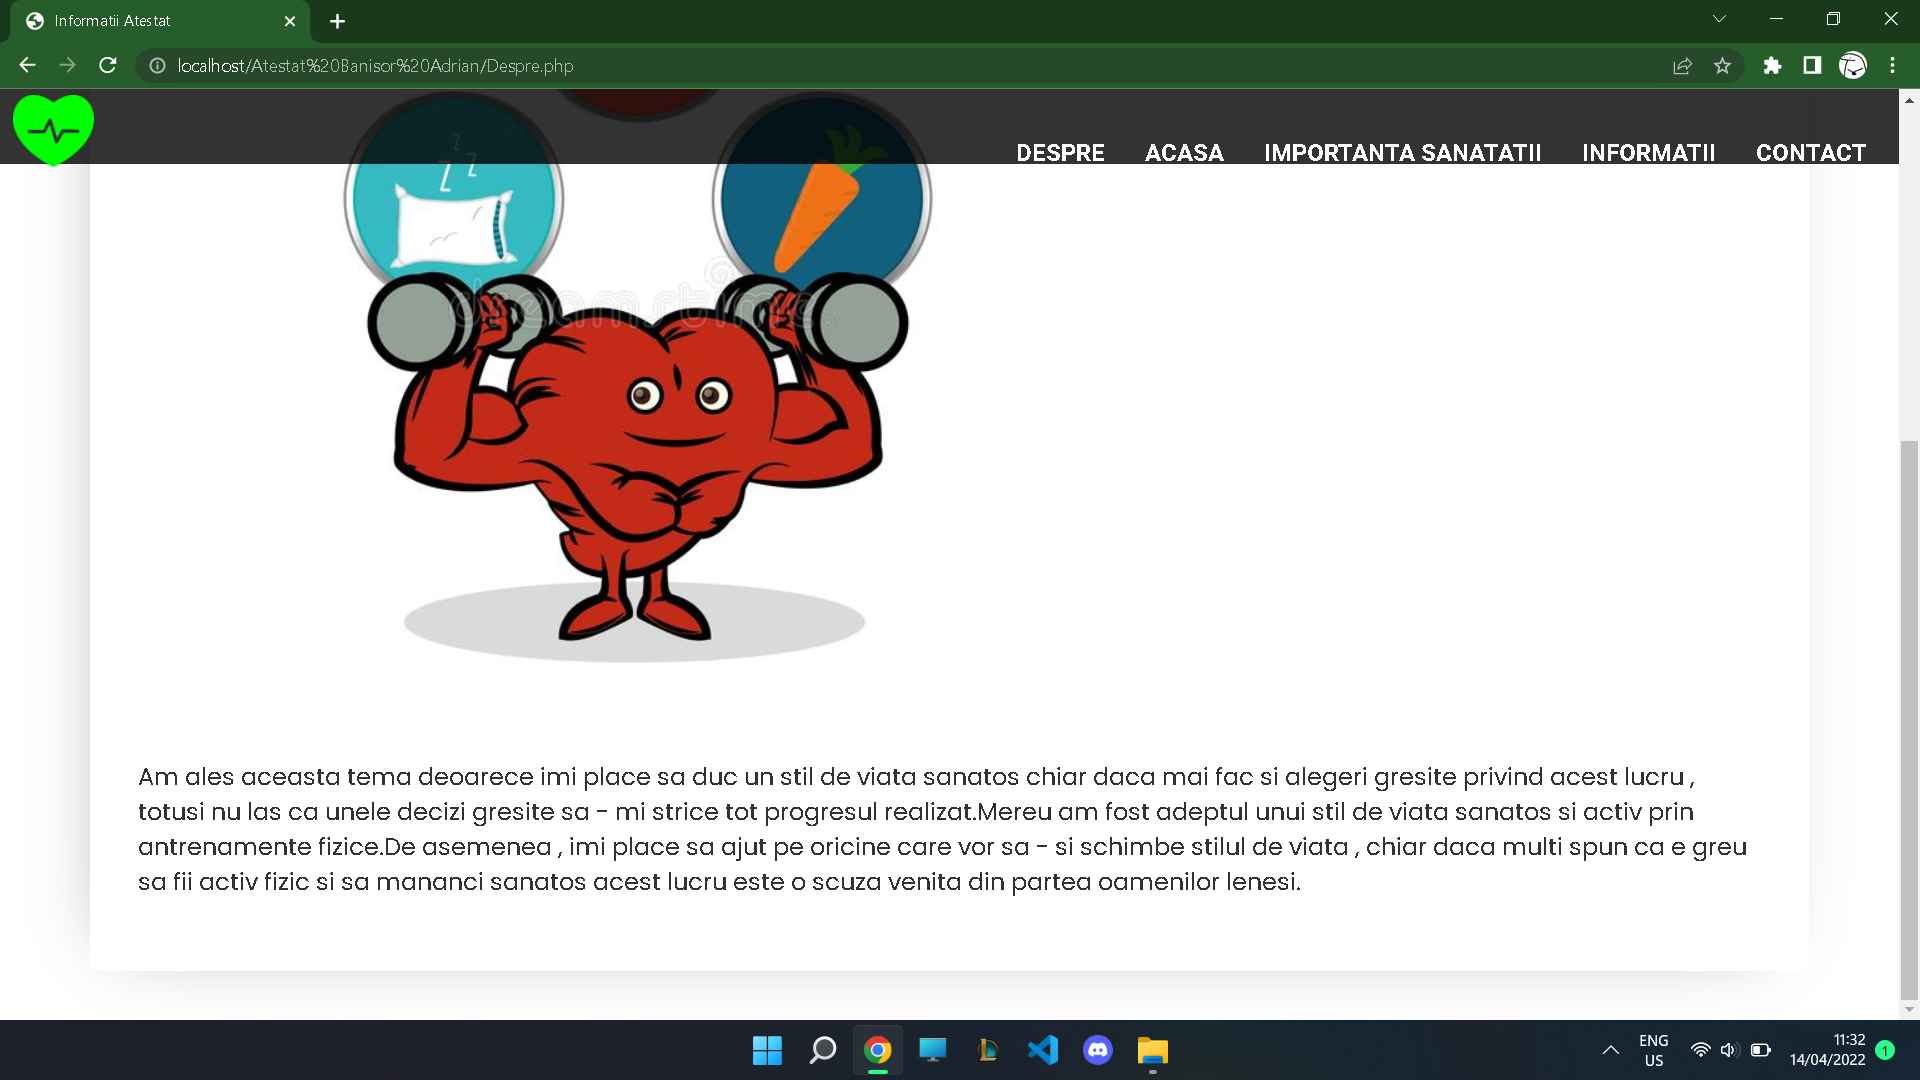 Informatii Atestat
localhost/Atestat%20Banisor%20Adrian/Despre.php
DESPRE ACASA IMPORTANTA SANATATII INFORMATII CONTACT
Z
Z
Z
dreamstime
Am ales aceasta tema deoarece imi place sa duc un stil de viata sanatos chiar daca mai fac si alegeri gresite privind acest lucru ,
totusi nu las ca unele decizi gresite sa - mi strice tot progresul realizat.Mereu am fost adeptul unui stil de viata sanatos si activ prin
antrenamente fizice.De asemenea , imi place sa ajut pe oricine care vor sa - si schimbe stilul de viata , chiar daca multi spun ca e greu
sa fii activ fizic si sa mananci sanatos acest lucru este o scuza venita din partea oamenilor lenesi.
ENG
US
11:32
14/04/2022
1